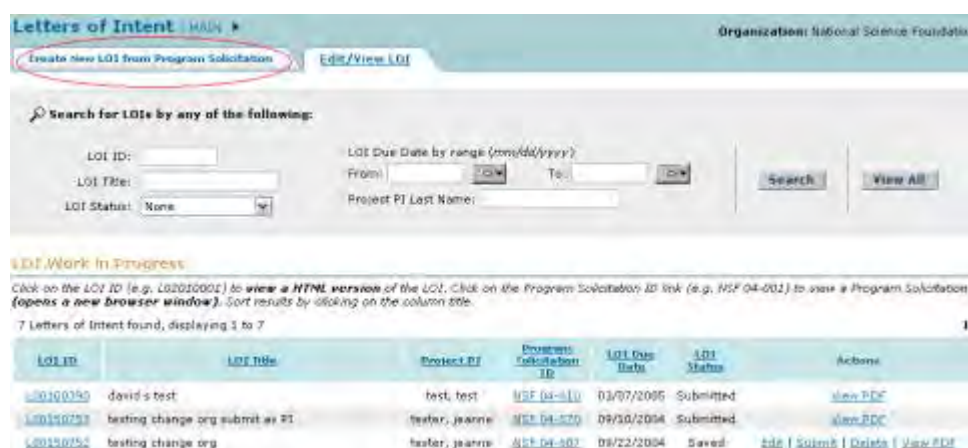 Letters of Intent MAIN
Organization: National Science Foundation
Create New LOI from Program Solicitation
Edit/View LOI
Search for LOIs by any of the following:
LOI ID:
LOI Due Date by range (mm/dd/yyyy)
From:
To:
LOI Title:
Search
View All
LOI Status: None
Project PI Last Name:
LOI Work in Progress
Click on the LOI ID (e.g. L02010001) to view a HTML version of the LOI. Click on the Program Solicitation ID link (e.g. NSF 04-001) to view a Program Solicitation
(opens a new browser window). Sort results by clicking on the column title.
7 Letters of Intent found, displaying 1 to 7
1
LOI ID LOI Title Project PI Program Solicitation ID LOI Due Date LOI Status Actions
david s test test, test 03/07/2005 Submitted View PDF
testing change org submit as PI tester, jeanne NSF 04-570 09/10/2004 Submitted View PDF
testing change org tester, jeanne 09/22/2004 Saved Edit | Submit | Delete | View PDF